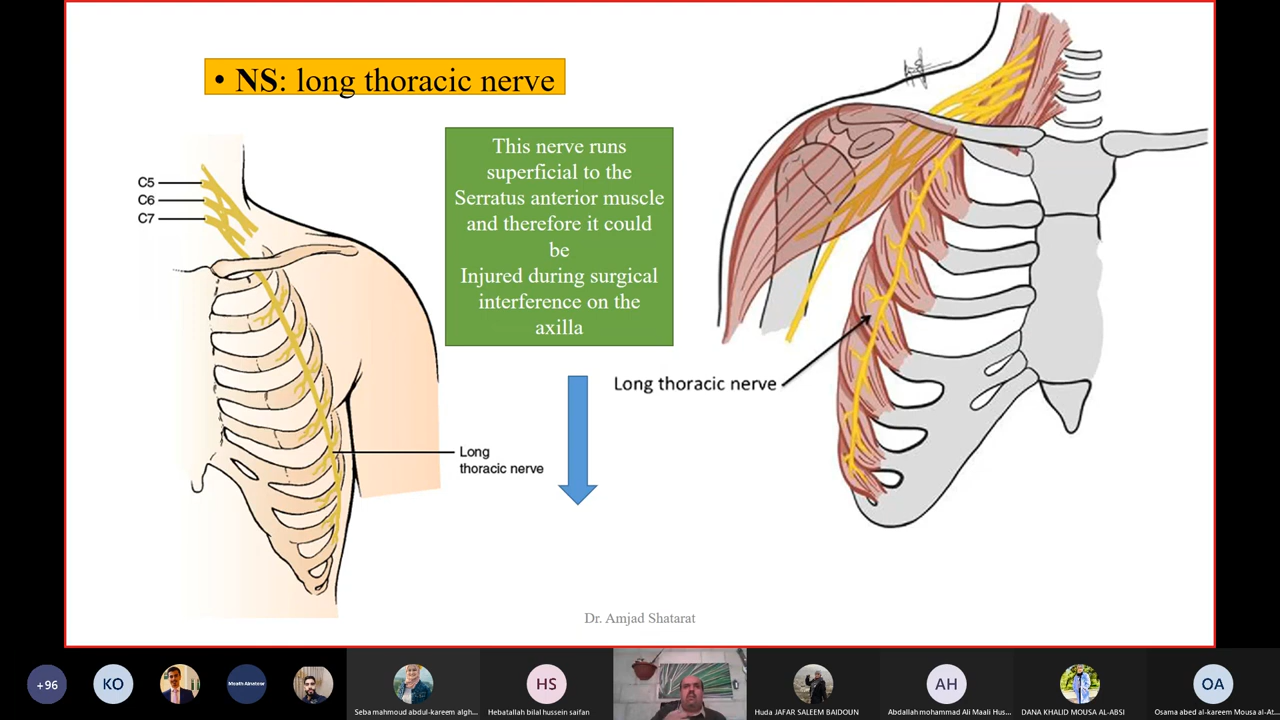 • NS: long thoracic nerve
This nerve runs
superficial to the
Serratus anterior muscle
and therefore it could
be
Injured during surgical
interference on the
axilla
C5
C6
C7
Long
thoracic nerve
Long thoracic nerve
Dr. Amjad Shatarat
+96
KO
HS
AH
OA
Seba mahmoud abdul-kareem algh...
Hebatallah bilal hussein saifan
Huda JAFAR SALEEM BAIDOUN
Abdallah mohammad Ali Maali Hus...
DANA KHALID MOUSA AL-ABSI
Osama abed al-kareem Mousa al-At...